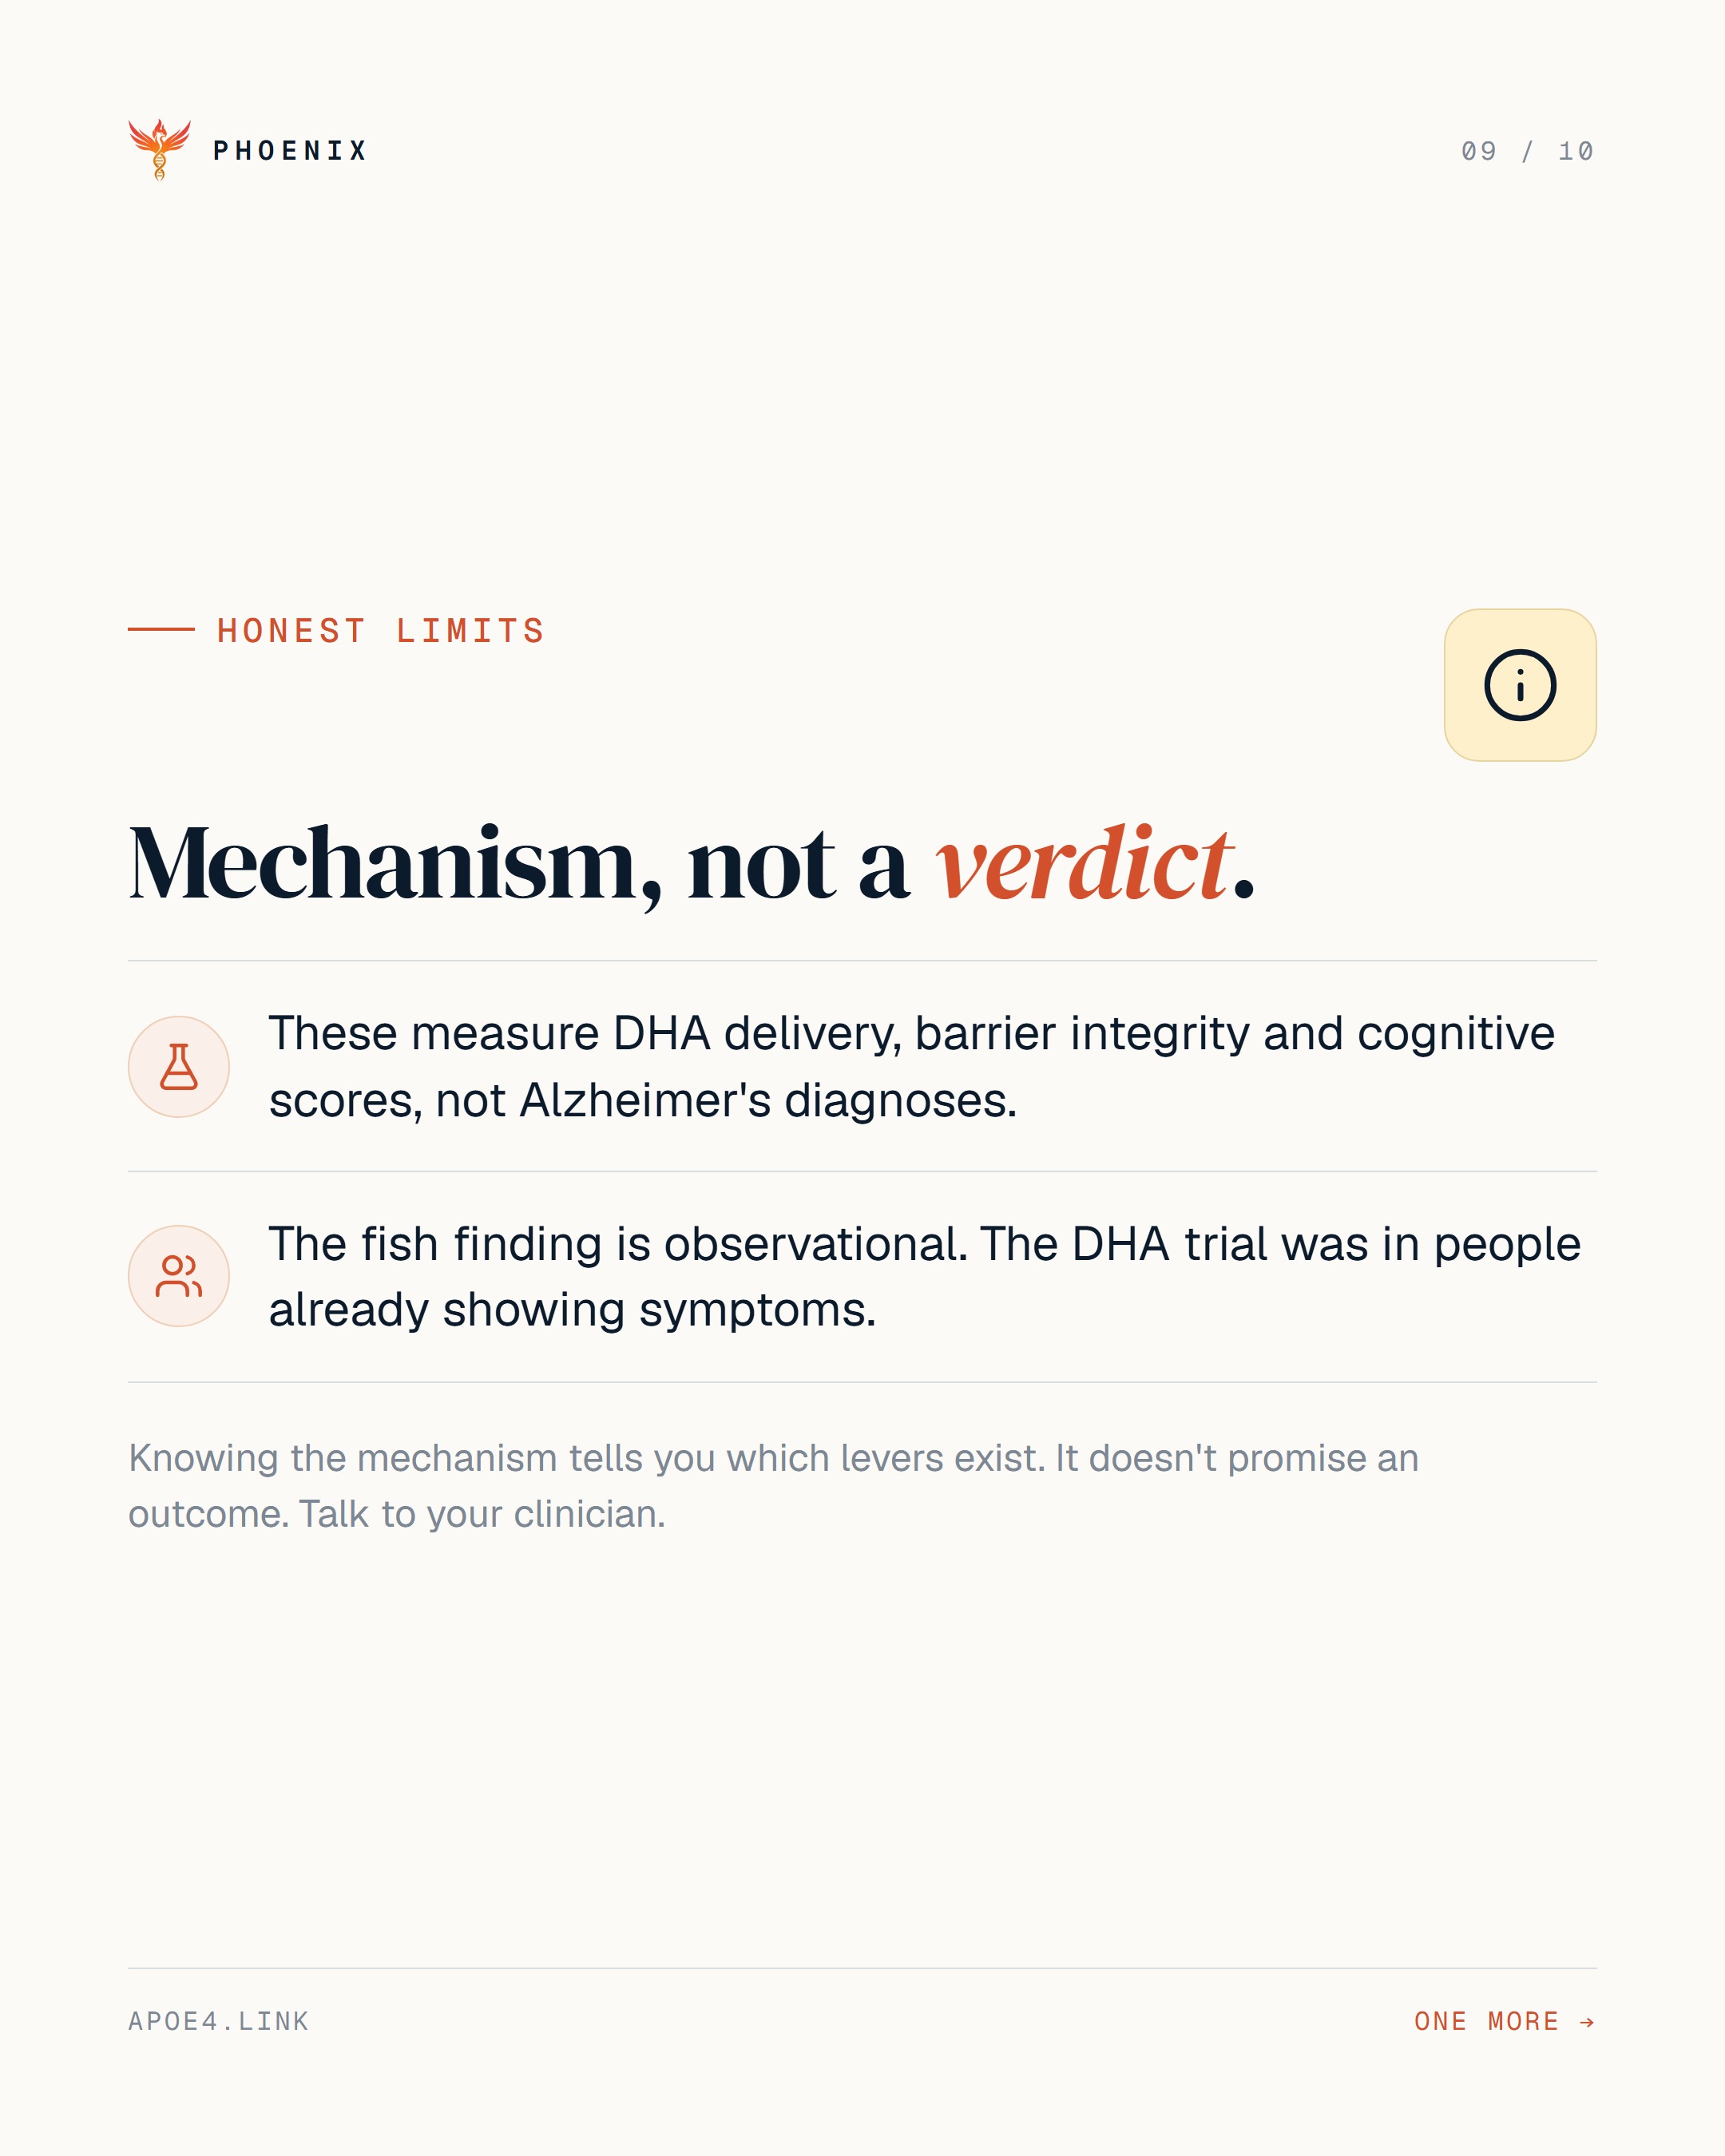 PHOENIX
09 / 10
HONEST LIMITS
Mechanism, not a verdict.
These measure DHA delivery, barrier integrity and cognitive
scores, not Alzheimer's diagnoses.
The fish finding is observational. The DHA trial was in people
already showing symptoms.
Knowing the mechanism tells you which levers exist. It doesn't promise an
outcome. Talk to your clinician.
APOE4.LINK
ONE MORE →